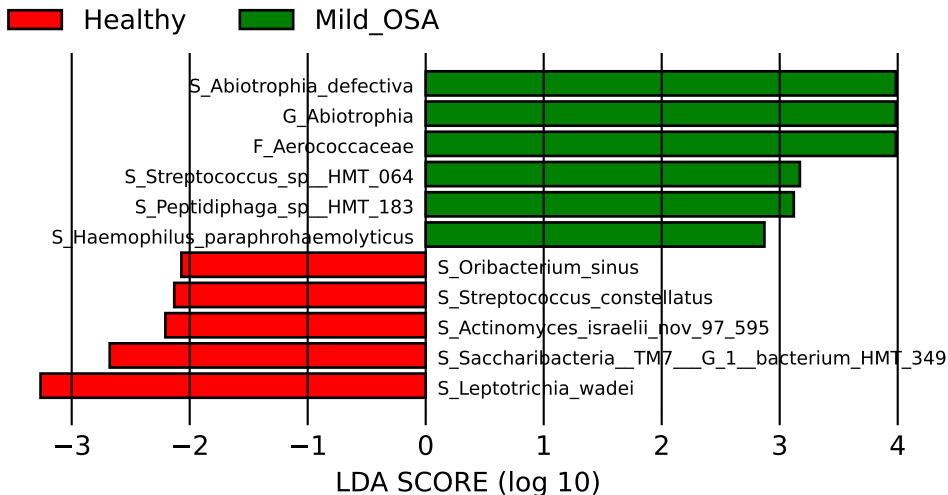 Healthy Mild_OSA
S_Abiotrophia_defectiva
G_Abiotrophia
F_Aerococcaceae
S_Streptococcus_sp__HMT_064
S_Peptidiphaga_sp__HMT_183
S_Haemophilus_paraphrohaemolyticus
S_Oribacterium_sinus
S_Streptococcus_constellatus
S_Actinomyces_israelii_nov_97_595
S_Saccharibacteria__TM7___G_1__bacterium_HMT_349
S_Leptotrichia_wadei
−3 −2 −1 0 1 2 3 4
LDA SCORE (log 10)